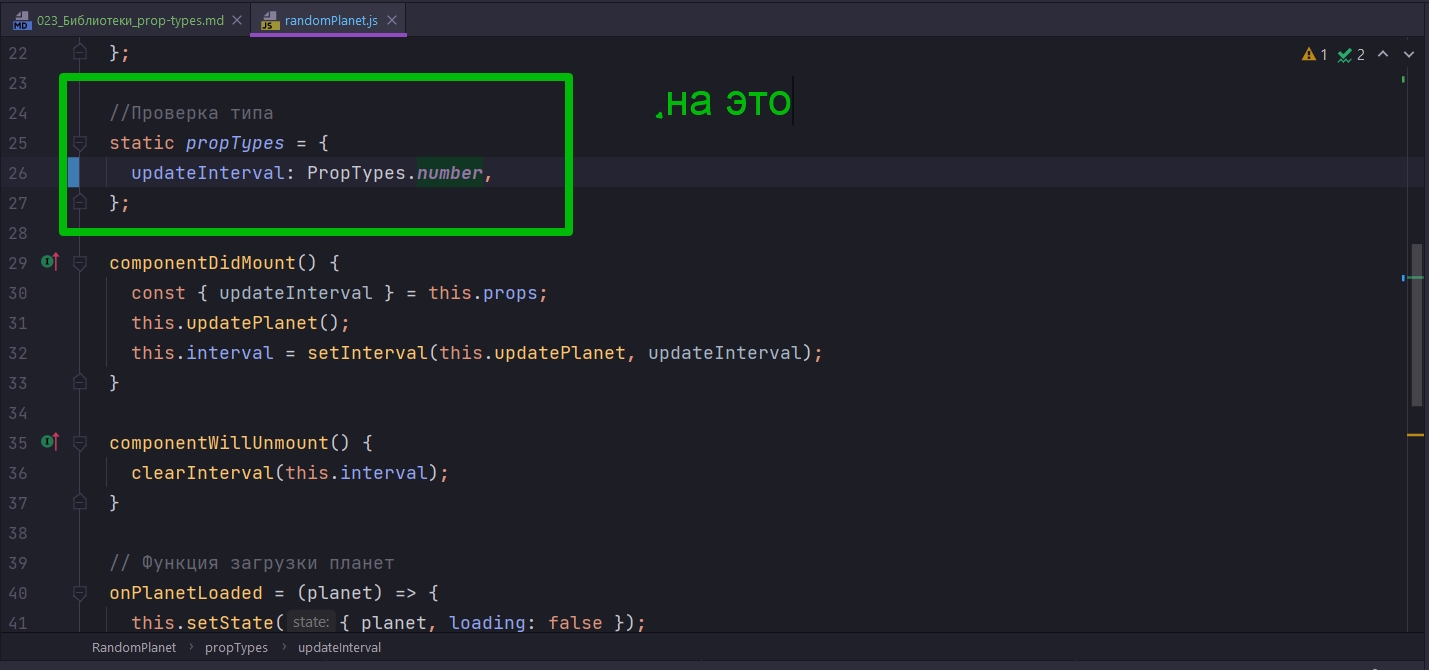 023_Библиотеки_prop-types.md
randomPlanet.js
1 2
22 };
23
24 //Проверка типа
25 static propTypes = {
26 updateInterval: PropTypes.number,
27 };
28
.на это
29 componentDidMount() {
30 const { updateInterval } = this.props;
31 this.updatePlanet();
32 this.interval = setInterval(this.updatePlanet, updateInterval);
33 }
34
35 componentWillUnmount() {
36 clearInterval(this.interval);
37 }
38
39 // Функция загрузки планет
40 onPlanetLoaded = (planet) => {
41 this.setState( state: { planet, loading: false });
RandomPlanet › propTypes › updateInterval